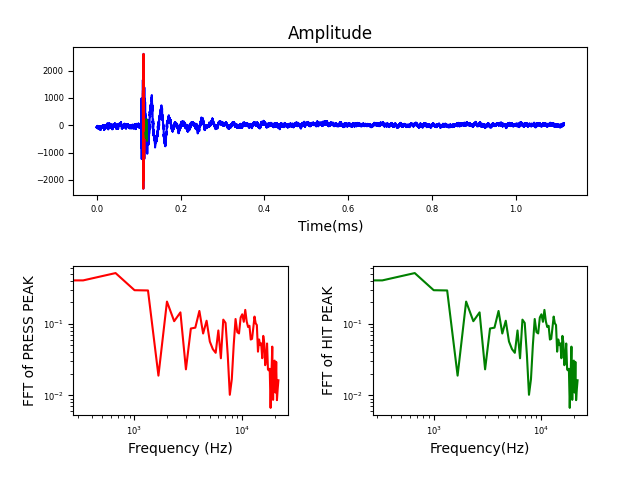 Amplitude
2000
1000
0
−1000
−2000
0.0 0.2 0.4 0.6 0.8 1.0
Time(ms)
FFT of PRESS PEAK
10⁻¹
10⁻²
10³ 10⁴
Frequency (Hz)
FFT of HIT PEAK
10⁻¹
10⁻²
10³ 10⁴
Frequency(Hz)